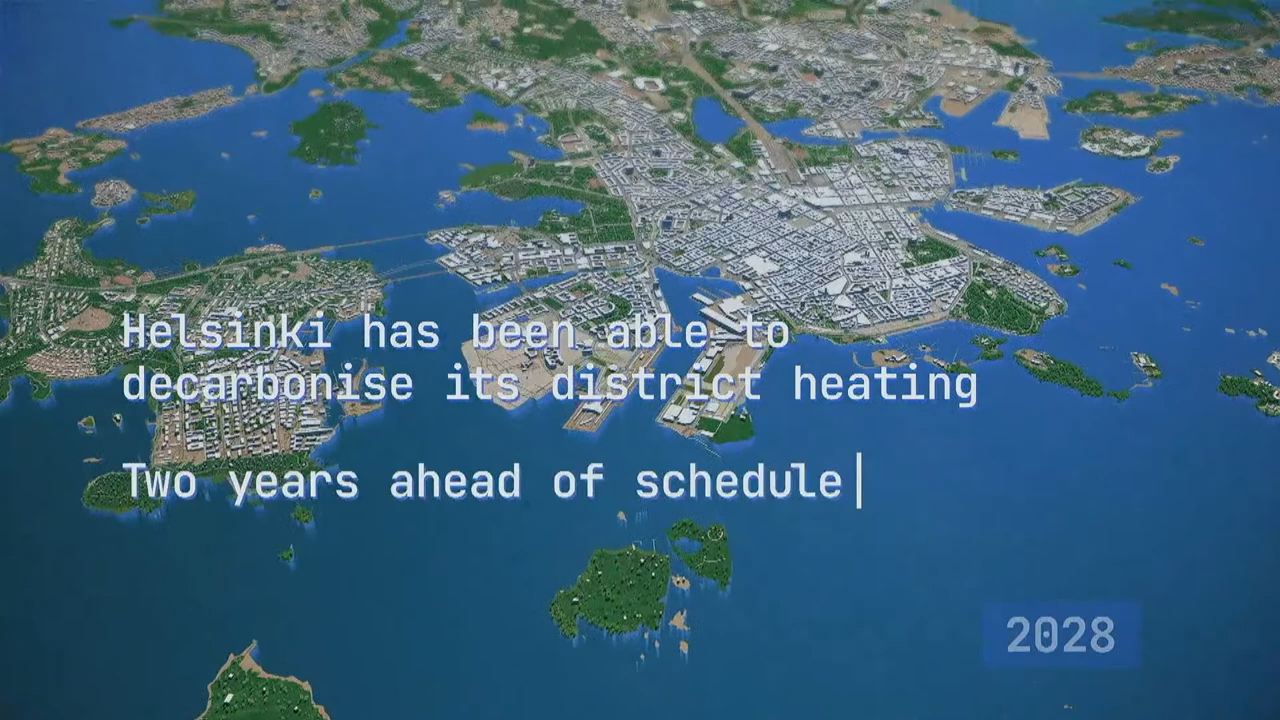 Helsinki has been able to
decarbonise its district heating
Two years ahead of schedule
2028